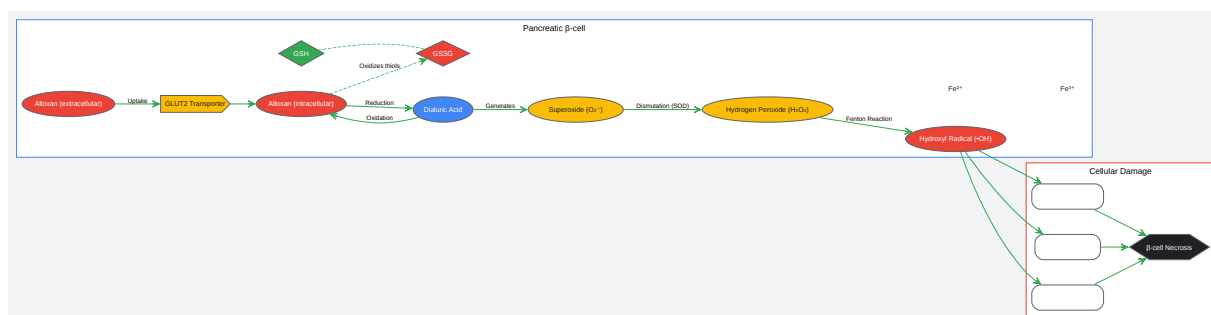 Pancreatic β-cell
GSH
GSSG
Oxidizes thiols
Fe²⁺
Fe³⁺
Alloxan (extracellular)
Uptake
GLUT2 Transporter
Alloxan (intracellular)
Reduction
Oxidation
Dialuric Acid
Generates
Superoxide (O₂⁻)
Dismutation (SOD)
Hydrogen Peroxide (H₂O₂)
Fenton Reaction
Hydroxyl Radical (•OH)
Cellular Damage
β-cell Necrosis